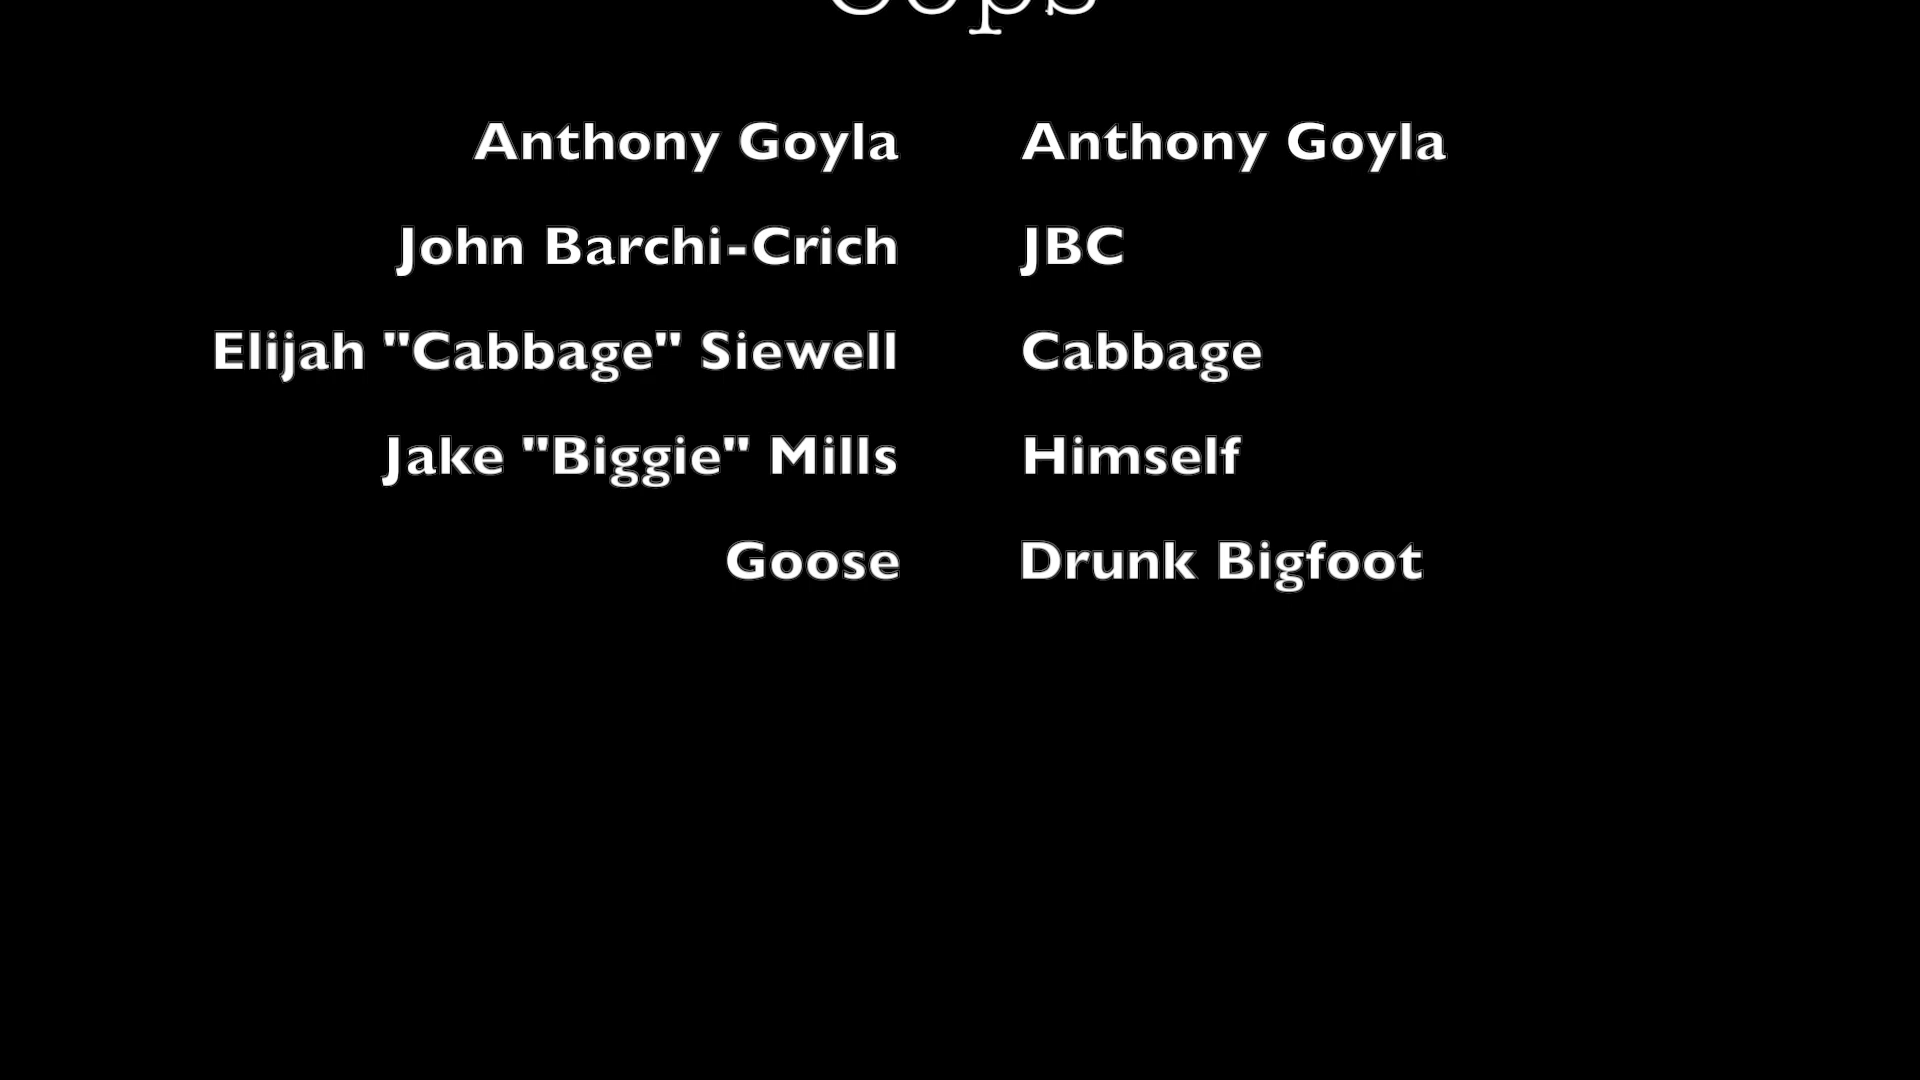 Cops
Anthony Goyla Anthony Goyla
John Barchi-Crich JBC
Elijah "Cabbage" Siewell Cabbage
Jake "Biggie" Mills Himself
Goose Drunk Bigfoot